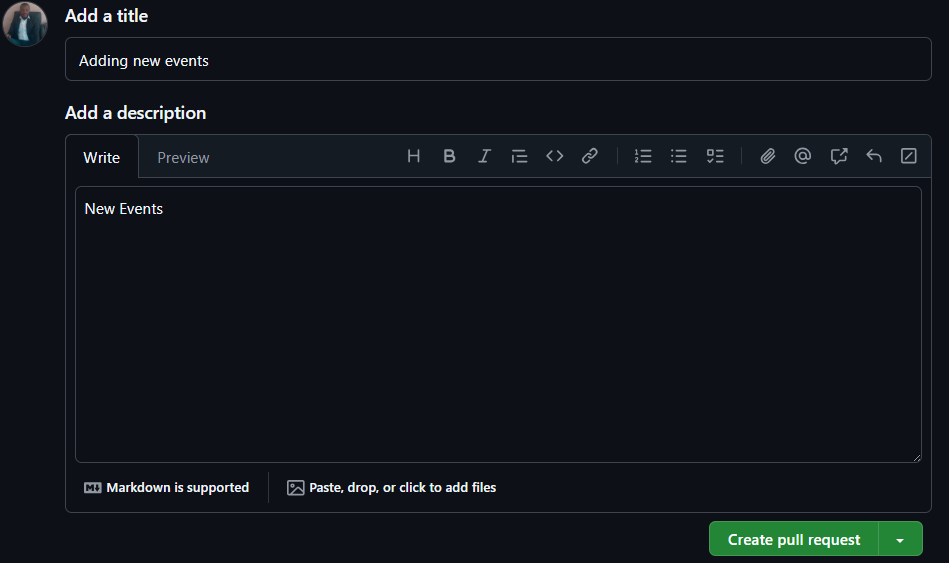 Add a title
Adding new events
Add a description
Write Preview
New Events
Markdown is supported Paste, drop, or click to add files
Create pull request